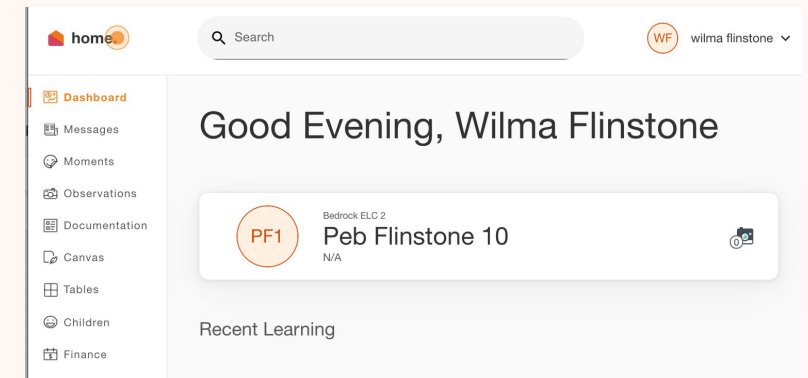 home.
Search
WF wilma flinstone
Dashboard
Messages
Moments
Observations
Documentation
Canvas
Tables
Children
Finance
Good Evening, Wilma Flinstone
PF1
Bedrock ELC 2
Peb Flinstone 10
N/A
0
Recent Learning